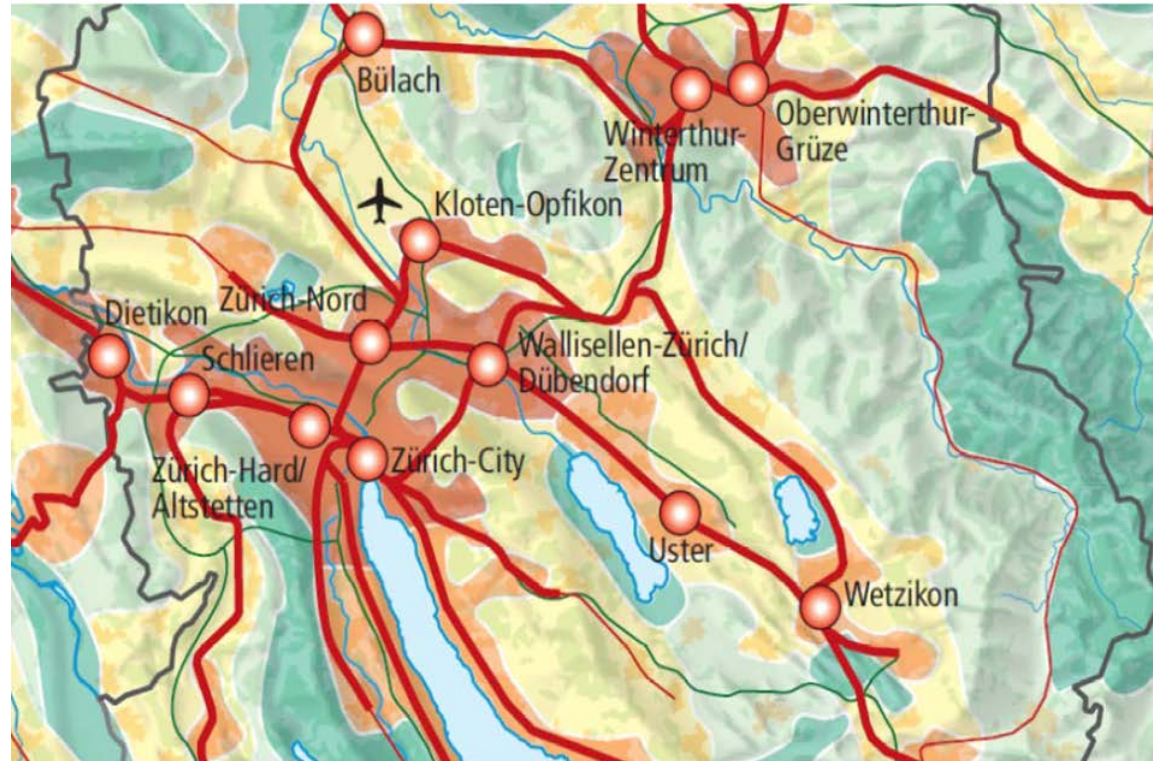 Bülach
Winterthur-
Zentrum
Oberwinterthur-
Grüze
Kloten-Opfikon
Zürich-Nord
Dietikon
Schlieren
Wallisellen-Zürich/
Dübendorf
Zürich-Hard/
Altstetten
Zürich-City
Uster
Wetzikon